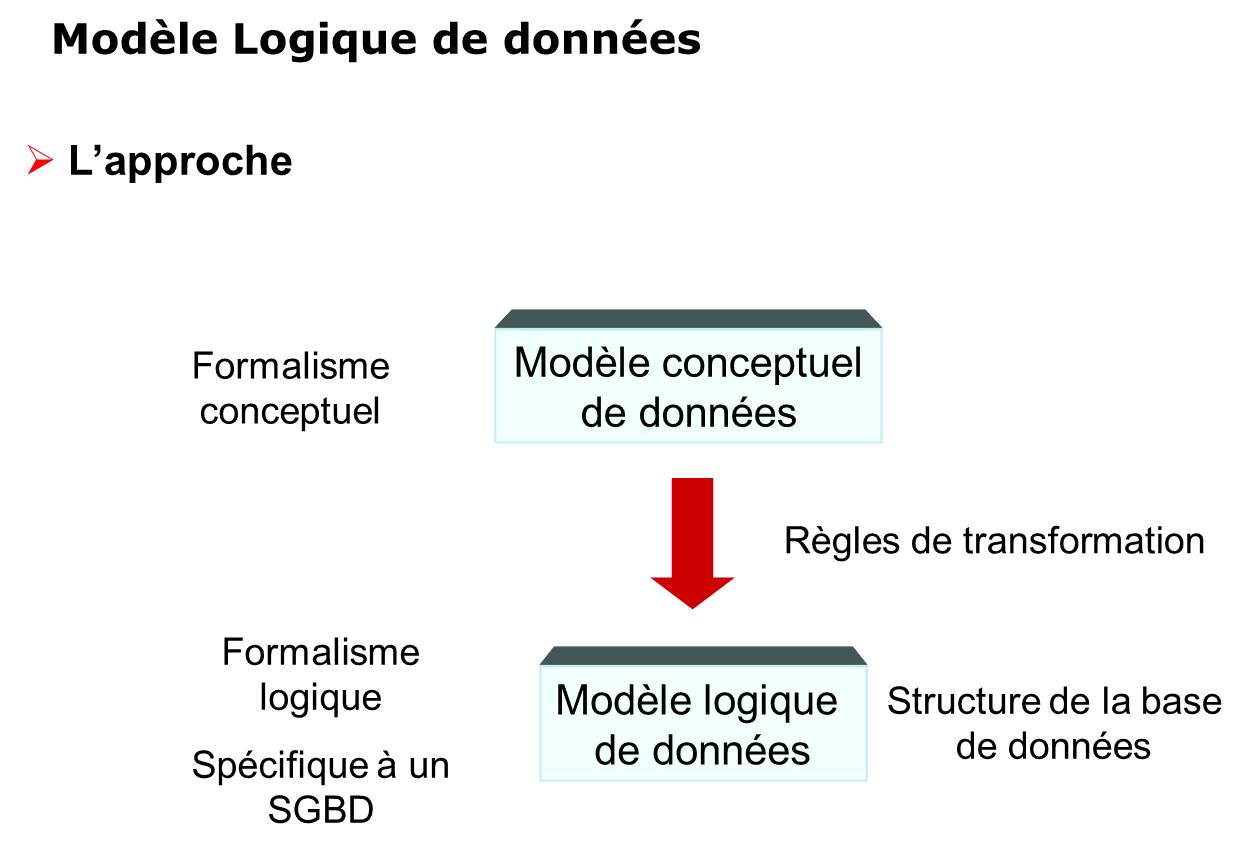 Modèle Logique de données
L’approche
Formalisme
conceptuel
Modèle conceptuel
de données
Règles de transformation
Formalisme
logique
Spécifique à un
SGBD
Modèle logique
de données
Structure de la base
de données